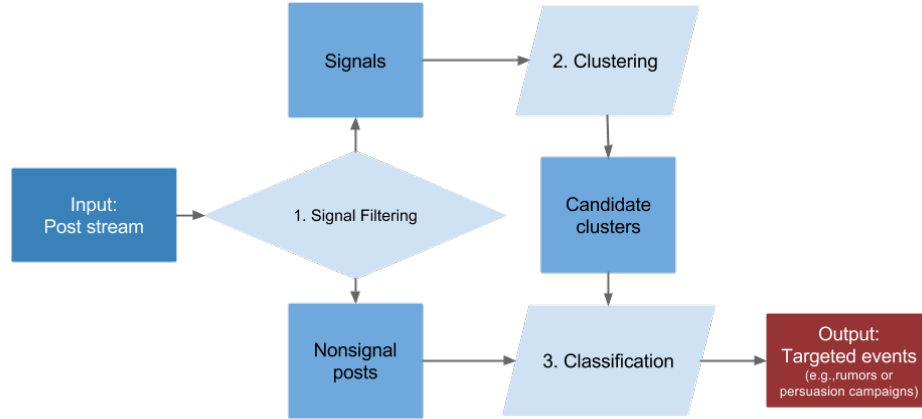 Signals
2. Clustering
Input:
Post stream
1. Signal Filtering
Candidate
clusters
Nonsignal
posts
3. Classification
Output:
Targeted events
(e.g.,rumors or
persuasion campaigns)